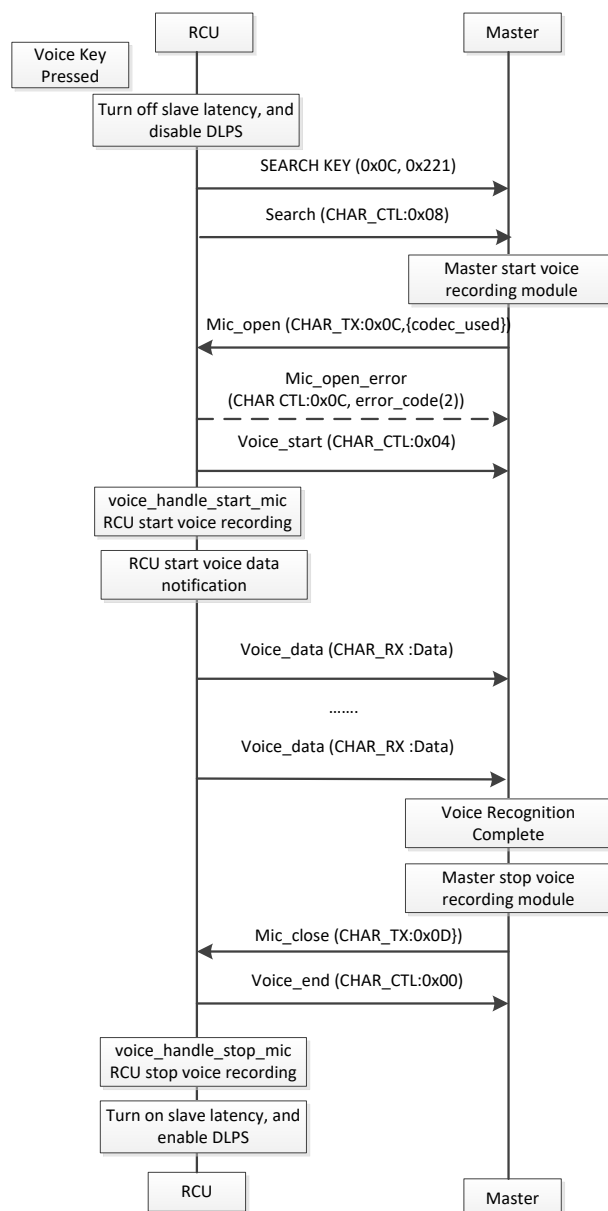 RCU
Master
Voice Key
Pressed
Turn off slave latency, and
disable DLPS
SEARCH KEY (0x0C, 0x221)
Search (CHAR_CTL:0x08)
Master start voice
recording module
Mic_open (CHAR_TX:0x0C,{codec_used})
Mic_open_error
(CHAR CTL:0x0C, error_code(2))
Voice_start (CHAR_CTL:0x04)
voice_handle_start_mic
RCU start voice recording
RCU start voice data
notification
Voice_data (CHAR_RX :Data)
…....
Voice_data (CHAR_RX :Data)
Voice Recognition
Complete
Master stop voice
recording module
Mic_close (CHAR_TX:0x0D})
Voice_end (CHAR_CTL:0x00)
voice_handle_stop_mic
RCU stop voice recording
Turn on slave latency, and
enable DLPS
RCU
Master